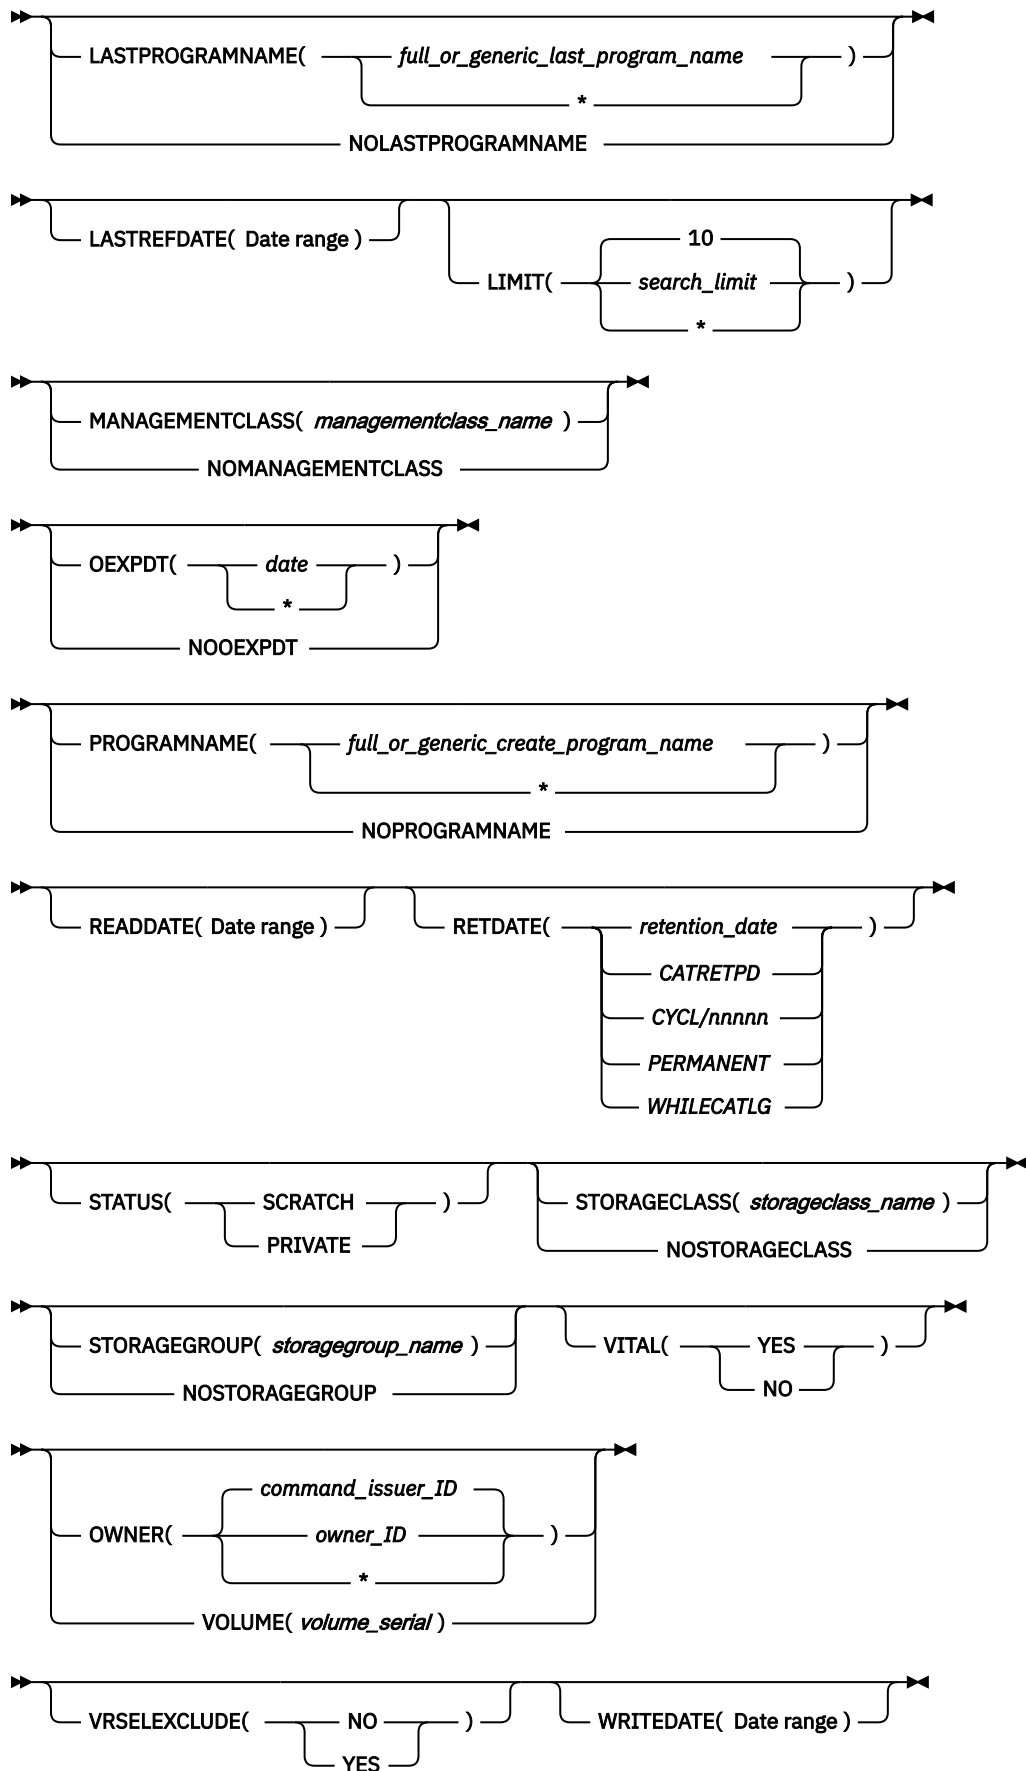 LASTPROGRAMNAME( full_or_generic_last_program_name )
*
NOLASTPROGRAMNAME
LASTREFDATE( Date range )
10
LIMIT( search_limit )
*
MANAGEMENTCLASS( managementclass_name )
NOMANAGEMENTCLASS
OEXPDT( date )
*
NOOEXPDT
PROGRAMNAME( full_or_generic_create_program_name )
*
NOPROGRAMNAME
READDATE( Date range ) RETDATE( retention_date )
CATRETPD
CYCL/nnnnn
PERMANENT
WHILECATLG
STATUS( SCRATCH ) STORAGECLASS( storageclass_name )
PRIVATE NOSTORAGECLASS
STORAGEGROUP( storagegroup_name ) VITAL( YES )
NOSTORAGEGROUP NO
command_issuer_ID
OWNER( owner_ID )
*
VOLUME( volume_serial )
VRSELEXCLUDE( NO ) WRITEDATE( Date range )
YES